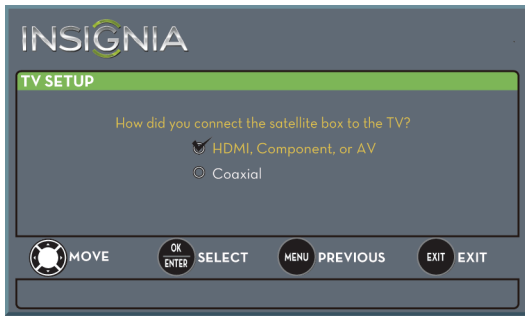 INSIGNIA
TV SETUP
How did you connect the satellite box to the TV?
HDMI, Component, or AV
Coaxial
MOVE OK ENTER SELECT MENU PREVIOUS EXIT EXIT